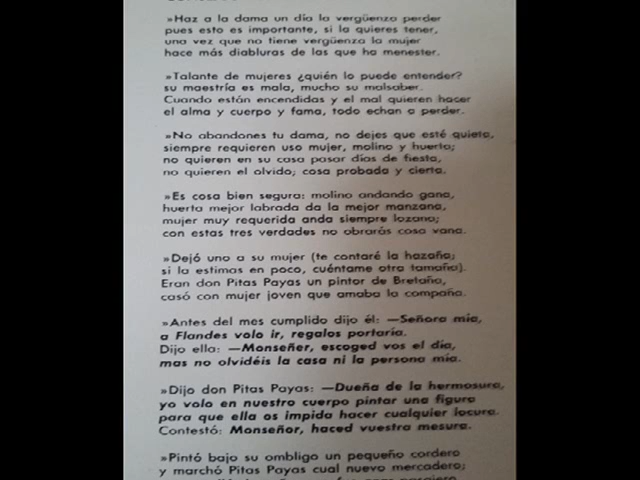 »Haz a la dama un día la vergüenza perder
pues esto es importante, si la quieres tener,
una vez que no tiene vergüenza la mujer
hace más diabluras de las que ha menester.
»Talante de mujeres ¿quién lo puede entender?
su maestría es mala, mucho su malsaber.
Cuando están encendidas y el mal quieren hacer
el alma y cuerpo y fama, todo echan a perder.
»No abandones tu dama, no dejes que esté quieta,
siempre requieren uso mujer, molino y huerta;
no quieren en su casa pasar días de fiesta,
no quieren el olvido; cosa probada y cierta.
»Es cosa bien segura: molino andando gana,
huerta mejor labrada da la mejor manzana,
mujer muy requerida anda siempre lozana;
con estas tres verdades no obrarás cosa vana.
»Dejó uno a su mujer (te contaré la hazaña;
si la estimas en poco, cuéntame otra tamaña).
Eran don Pitas Payas un pintor de Bretaña,
casó con mujer joven que amaba la compaña.
»Antes del mes cumplido dijo él: —Señora mía,
a Flandes volo ir, regalos portaría.
Dijo ella: —Monseñer, escoged vos el día,
mas no olvidéis la casa ni la persona mía.
»Dijo don Pitas Payas: —Dueña de la hermosura,
yo volo en nuestro cuerpo pintar una figura
para que ella os impida hacer cualquier locura.
Contestó: Monseñer, haced vuestra mesura.
»Pintó bajo su ombligo un pequeño cordero
y marchó Pitas Payas cual nuevo mercadero;